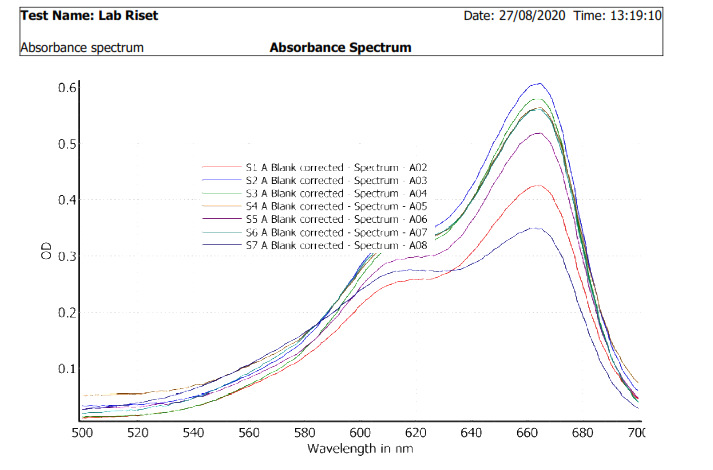 Test Name: Lab Riset
Date: 27/08/2020 Time: 13:19:10
Absorbance spectrum
Absorbance Spectrum
0.6
0.5
0.4
0.3
0.2
0.1
OD
S1 A Blank corrected - Spectrum - A02
S2 A Blank corrected - Spectrum - A03
S3 A Blank corrected - Spectrum - A04
S4 A Blank corrected - Spectrum - A05
S5 A Blank corrected - Spectrum - A06
S6 A Blank corrected - Spectrum - A07
S7 A Blank corrected - Spectrum - A08
500 520 540 560 580 600 620 640 660 680 700
Wavelength in nm